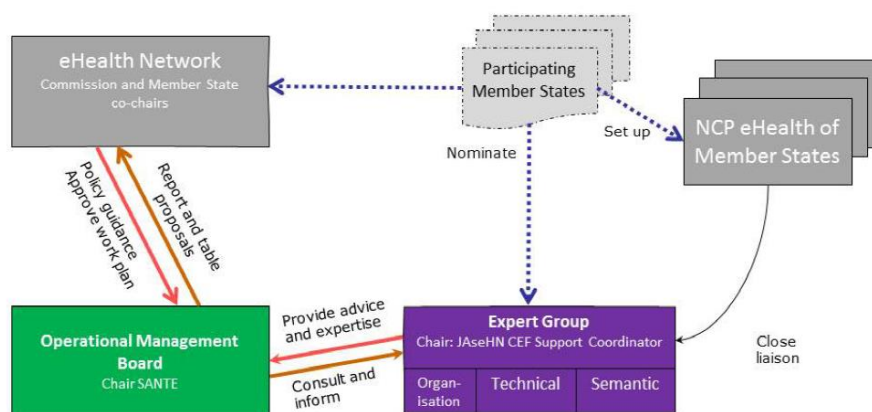 eHealth Network
Commission and Member State
co-chairs
Participating
Member States
NCP eHealth of
Member States
Set up
Nominate
Policy guidance
Approve work plan
Report and table
proposals
Operational Management
Board
Chair SANTE
Provide advice
and expertise
Consult and
inform
Expert Group
Chair: JAseHN CEF Support Coordinator
Organ-
isation
Technical
Semantic
Close
liaison